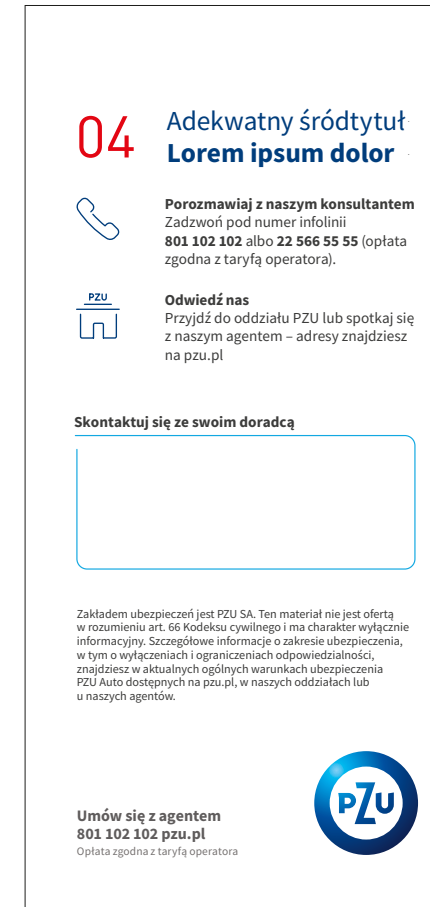 04
Adekwatny śródtytuł
Lorem ipsum dolor
Porozmawiaj z naszym konsultantem
Zadzwoń pod numer infolinii
801 102 102 albo 22 566 55 55 (opłata
zgodna z taryfą operatora).
PZU
Odwiedź nas
Przyjdź do oddziału PZU lub spotkaj się
z naszym agentem – adresy znajdziesz
na pzu.pl
Skontaktuj się ze swoim doradcą
Zakładem ubezpieczeń jest PZU SA. Ten materiał nie jest ofertą
w rozumieniu art. 66 Kodeksu cywilnego i ma charakter wyłącznie
informacyjny. Szczegółowe informacje o zakresie ubezpieczenia,
w tym o wyłączeniach i ograniczeniach odpowiedzialności,
znajdziesz w aktualnych ogólnych warunkach ubezpieczenia
PZU Auto dostępnych na pzu.pl, w naszych oddziałach lub
u naszych agentów.
Umów się z agentem
801 102 102 pzu.pl
Opłata zgodna z taryfą operatora
PZU